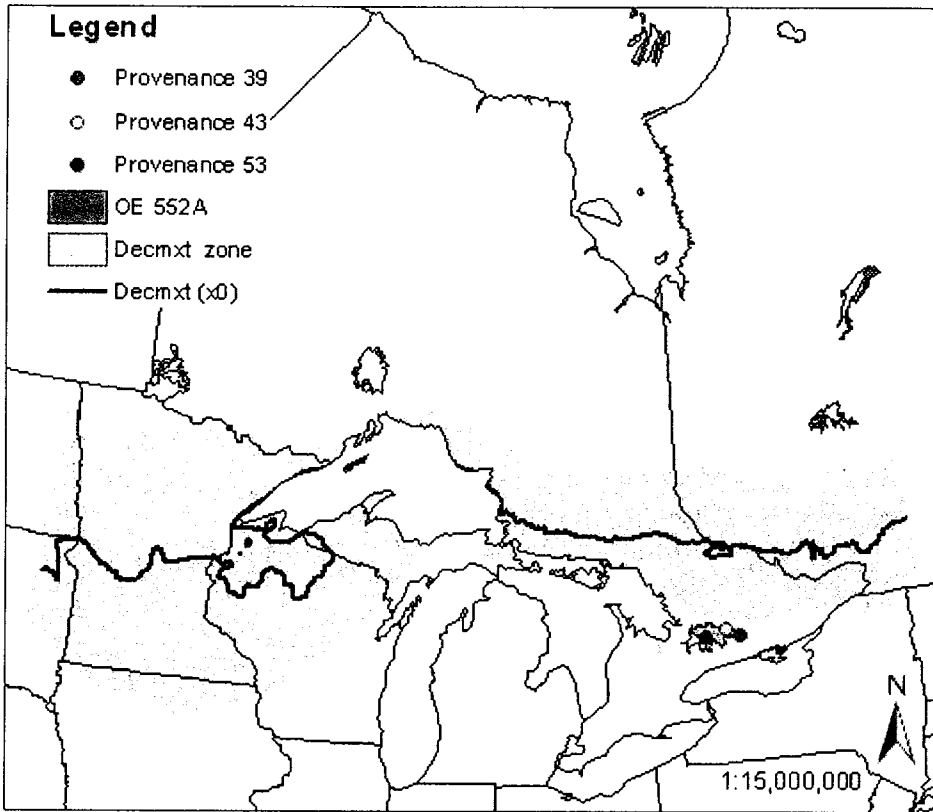 Legend
Provenance 39
Provenance 43
Provenance 53
OE 552A
Decmxt zone
Decmxt (x0)
N
1:15,000,000